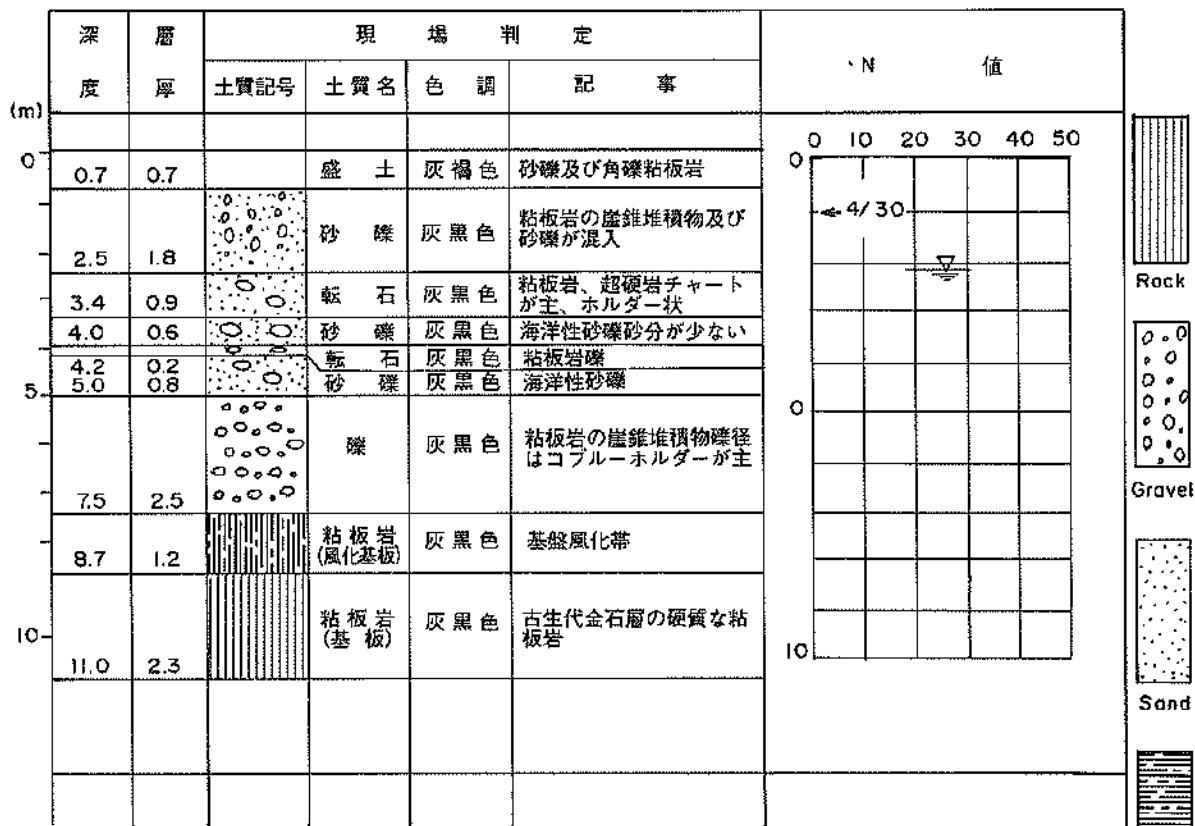 深度 層厚 現場判定 N 値
土質記号 土質名 色調 記事
(m)
0 10 20 30 40 50
0 0
0.7 0.7 盛土 灰褐色 砂礫及び角礫粘板岩
4/30
2.5 1.8 砂礫 灰黒色 粘板岩の崖錐堆積物及び
砂礫が混入
3.4 0.9 転石 灰黒色 粘板岩、超硬岩チャート
が主、ホルダー状
Rock
4.0 0.6 砂礫 灰黒色 海洋性砂礫砂分が少ない
4.2 0.2 転石 灰黒色 粘板岩礫
5.0 0.8 砂礫 灰黒色 海洋性砂礫
5
0
7.5 2.5 礫 灰黒色 粘板岩の崖錐堆積物礫径
はコブルーホルダーが主
Gravel
8.7 1.2 粘板岩
(風化基板) 灰黒色 基盤風化帯
10
11.0 2.3 粘板岩
(基板) 灰黒色 古生代金石層の硬質な粘
板岩
10
Sand